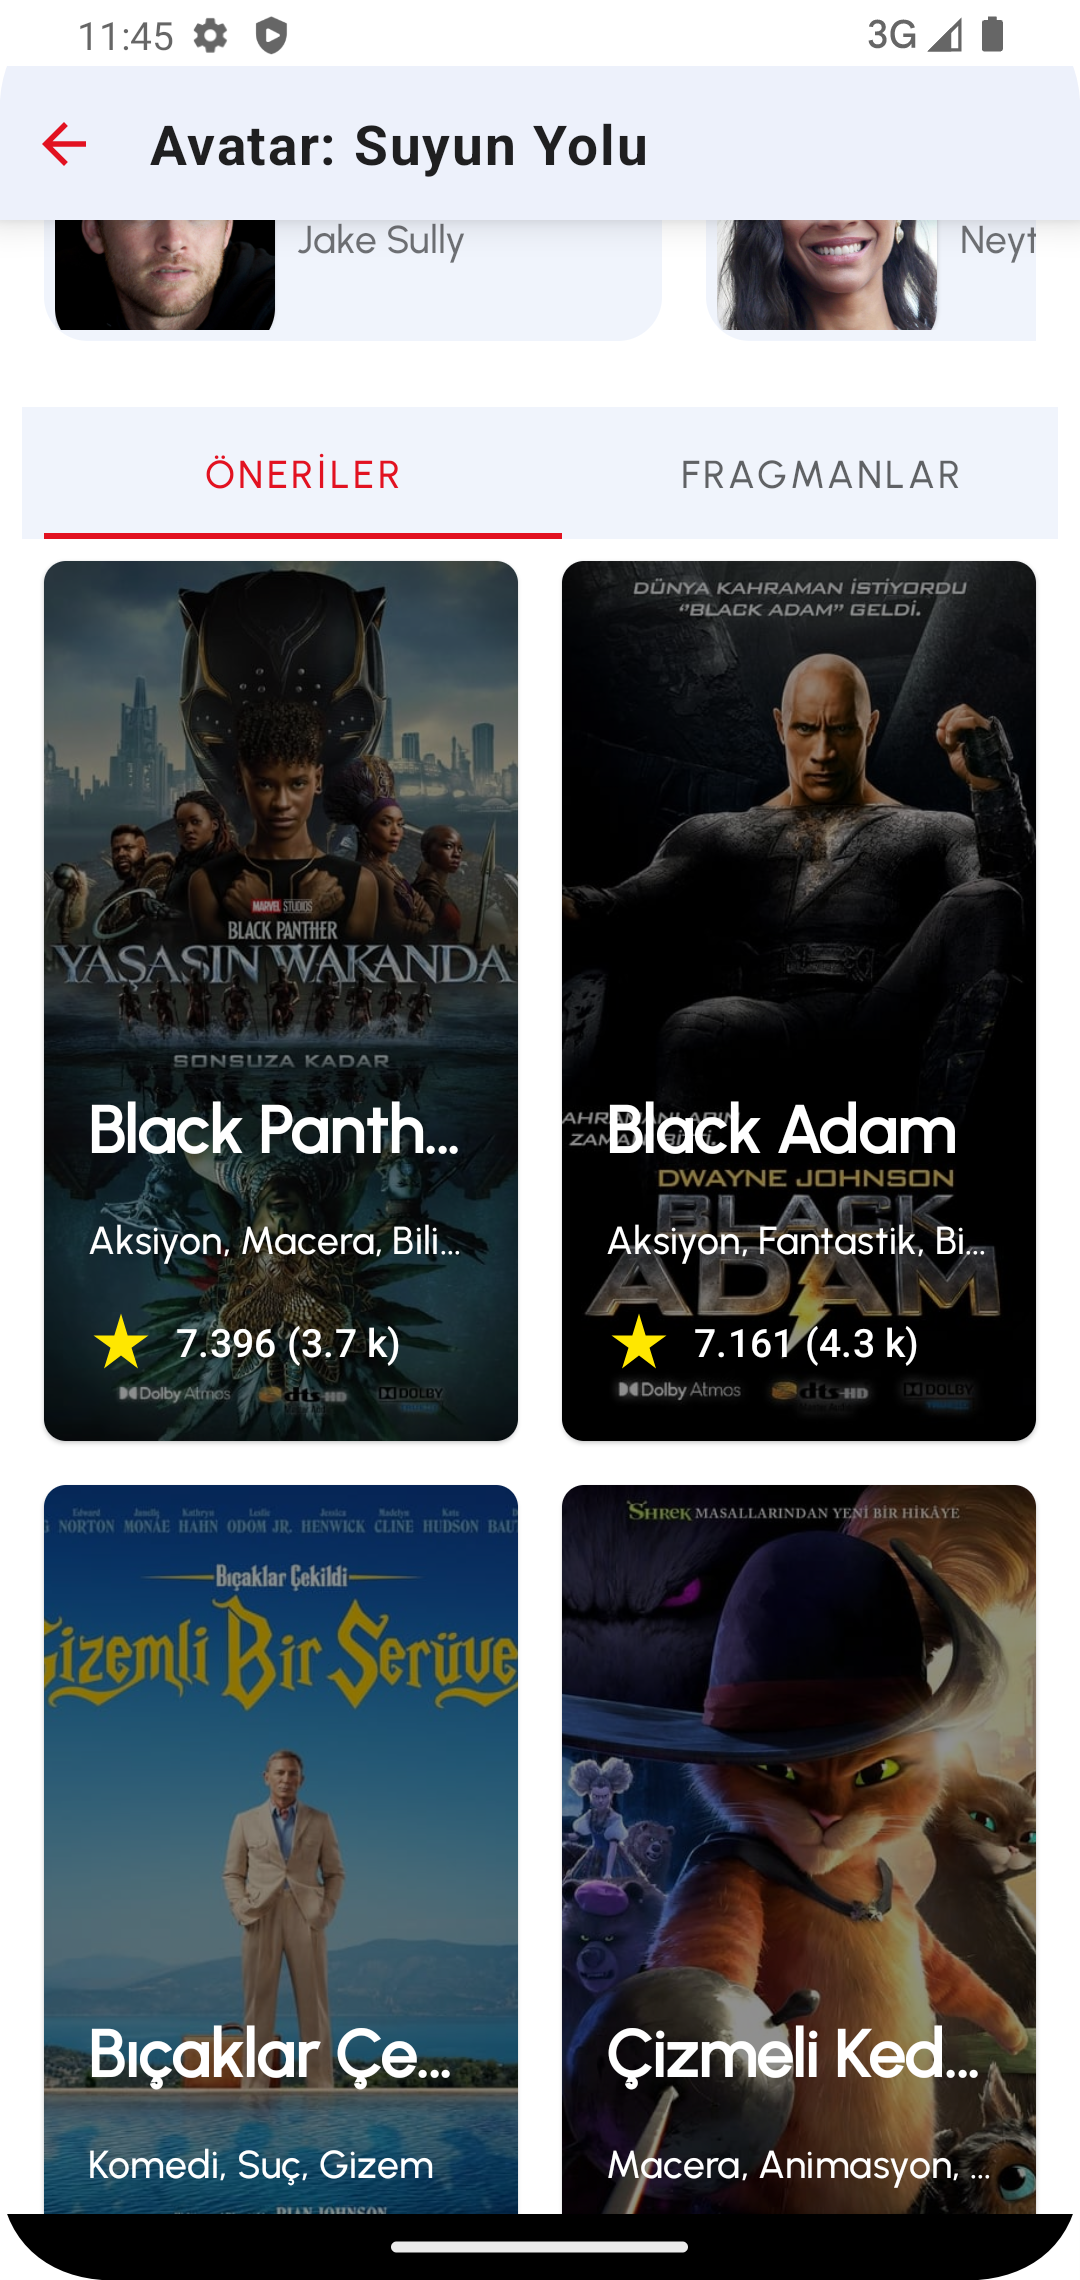 11:45
3G
Avatar: Suyun Yolu
Jake Sully
Neyt
ÖNERİLER
FRAGMANLAR
MARVEL STUDIOS
BLACK PANTHER
YAŞASIN WAKANDA
SONSUZA KADAR
Black Panth...
Aksiyon, Macera, Bili...
7.396 (3.7 k)
Dolby Atmos dts-HD DOLBY
DÜNYA KAHRAMAN İSTİYORDU
“BLACK ADAM” GELDİ.
Black Adam
DWAYNE JOHNSON
BLACK
ADAM
Aksiyon, Fantastik, Bi...
7.161 (4.3 k)
Dolby Atmos dts-HD DOLBY
Edward Janelle Kathryn Leslie Jessica Madelyn Kate
NORTON MONÁE HAHN ODOM JR. HENWICK CLINE HUDSON BAUT
Bıçaklar Çekildi
Gizemli Bir Serüve
Bıçaklar Çe...
Komedi, Suç, Gizem
RIAN JOHNSON
SHREK MASALLARINDAN YENİ BİR HİKÂYE
Çizmeli Ked...
Macera, Animasyon, ...